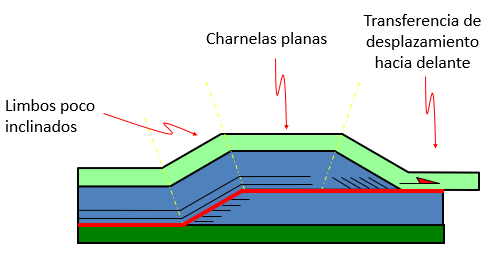 Transferencia de
desplazamiento
hacia delante
Charnelas planas
Limbos poco
inclinados